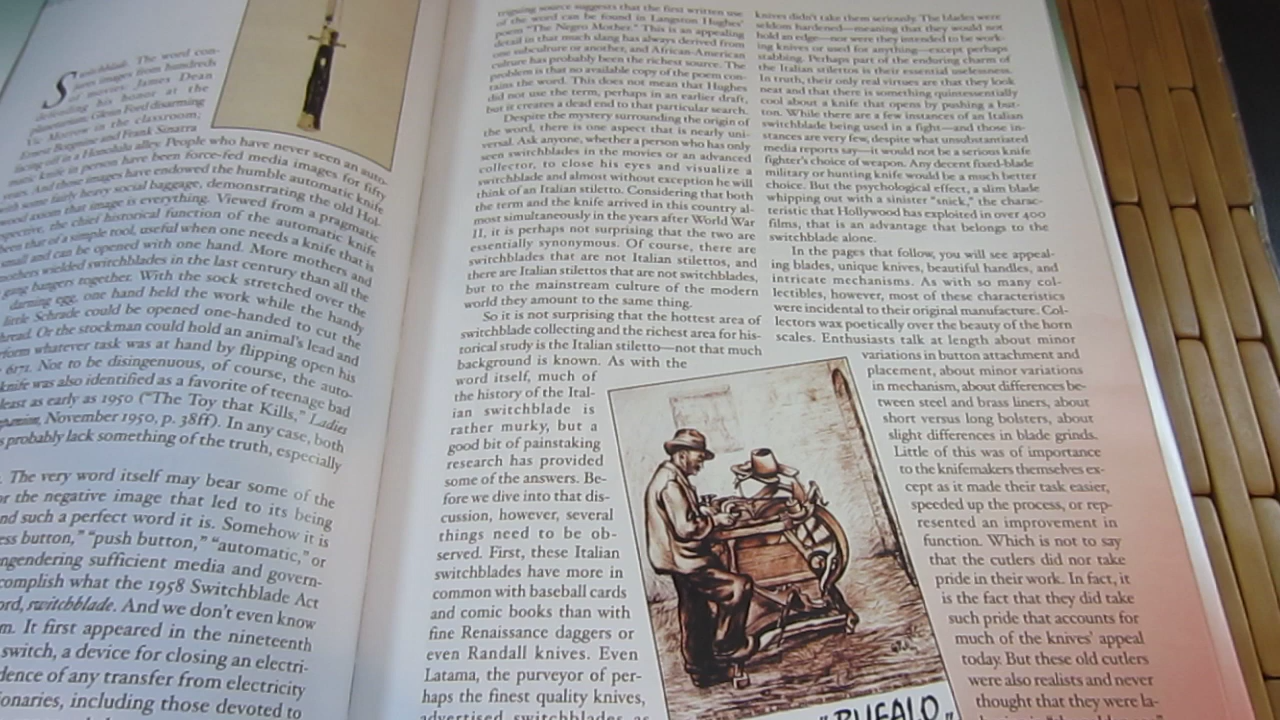 Switchblade. The word con-
jures images from hundreds
of movies: James Dean
defending his honor at the
planetarium; Glenn Ford disarming
Vic Morrow in the classroom;
Ernest Borgnine and Frank Sinatra
facing off in a Honolulu alley. People who have never seen an auto-
matic knife in person have been force-fed media images for fifty
years. And those images have endowed the humble automatic knife
with some fairly heavy social baggage, demonstrating the old Hol-
wood axiom that image is everything. Viewed from a pragmatic
spective, the chief historical function of the automatic knife
been that of a simple tool, useful when one needs a knife that is
small and can be opened with one hand. More mothers and
mothers wielded switchblades in the last century than all the
gang bangers together. With the sock stretched over the
darning egg, one hand held the work while the handy
little Schrade could be opened one-handed to cut the
hread. Or the stockman could hold an animal's lead and
form whatever task was at hand by flipping open his
6171. Not to be disingenuous, of course, the auto-
knife was also identified as a favorite of teenage bad
least as early as 1950 ("The Toy that Kills," Ladies
mpanion, November 1950, p. 38ff). In any case, both
s probably lack something of the truth, especially
. The very word itself may bear some of the
or the negative image that led to its being
nd such a perfect word it is. Somehow it is
ess button," "push button," "automatic," or
ngendering sufficient media and govern-
complish what the 1958 Switchblade Act
ord, switchblade. And we don't even know
m. It first appeared in the nineteenth
switch, a device for closing an electri-
dence of any transfer from electricity
onaries, including those devoted to
triguing source suggests that the first written use
of the word can be found in Langston Hughes'
poem "The Negro Mother." This is an appealing
detail in that much slang has always derived from
one subculture or another, and African-American
culture has probably been the richest source. The
problem is that no available copy of the poem con-
tains the word. This does not mean that Hughes
did not use the term, perhaps in an earlier draft,
but it creates a dead end to that particular search.
Despite the mystery surrounding the origin of
the word, there is one aspect that is nearly uni-
versal. Ask anyone, whether a person who has only
seen switchblades in the movies or an advanced
collector, to close his eyes and visualize a
switchblade and almost without exception he will
think of an Italian stiletto. Considering that both
the term and the knife arrived in this country al-
most simultaneously in the years after World War
II, it is perhaps not surprising that the two are
essentially synonymous. Of course, there are
switchblades that are not Italian stilettos, and
there are Italian stilettos that are not switchblades,
but to the mainstream culture of the modern
world they amount to the same thing.
So it is not surprising that the hottest area of
switchblade collecting and the richest area for his-
torical study is the Italian stiletto—not that much
background is known. As with the
word itself, much of
the history of the Ital-
ian switchblade is
rather murky, but a
good bit of painstaking
research has provided
some of the answers. Be-
fore we dive into that dis-
cussion, however, several
things need to be ob-
served. First, these Italian
switchblades have more in
common with baseball cards
and comic books than with
fine Renaissance daggers or
even Randall knives. Even
Latama, the purveyor of per-
haps the finest quality knives,
advertised switchblades as
knives didn't take them seriously. The blades were
seldom hardened—meaning that they would not
hold an edge—nor were they intended to be work-
ing knives or used for anything—except perhaps
stabbing. Perhaps part of the enduring charm of
the Italian stilettos is their essential uselessness.
In truth, their only real virtues are that they look
neat and that there is something quintessentially
cool about a knife that opens by pushing a but-
ton. While there are a few instances of an Italian
switchblade being used in a fight—and those in-
stances are very few, despite what unsubstantiated
media reports say—it would not be a serious knife
fighter's choice of weapon. Any decent fixed-blade
military or hunting knife would be a much better
choice. But the psychological effect, a slim blade
whipping out with a sinister "snick," the charac-
teristic that Hollywood has exploited in over 400
films, that is an advantage that belongs to the
switchblade alone.
In the pages that follow, you will see appeal-
ing blades, unique knives, beautiful handles, and
intricate mechanisms. As with so many col-
lectibles, however, most of these characteristics
were incidental to their original manufacture. Col-
lectors wax poetically over the beauty of the horn
scales. Enthusiasts talk at length about minor
variations in button attachment and
placement, about minor variations
in mechanism, about differences be-
tween steel and brass liners, about
short versus long bolsters, about
slight differences in blade grinds.
Little of this was of importance
to the knifemakers themselves ex-
cept as it made their task easier,
speeded up the process, or rep-
resented an improvement in
function. Which is not to say
that the cutlers did nor take
pride in their work. In fact, it
is the fact that they did take
such pride that accounts for
much of the knives' appeal
today. But these old cutlers
were also realists and never
thought that they were la-
"BUFALO"